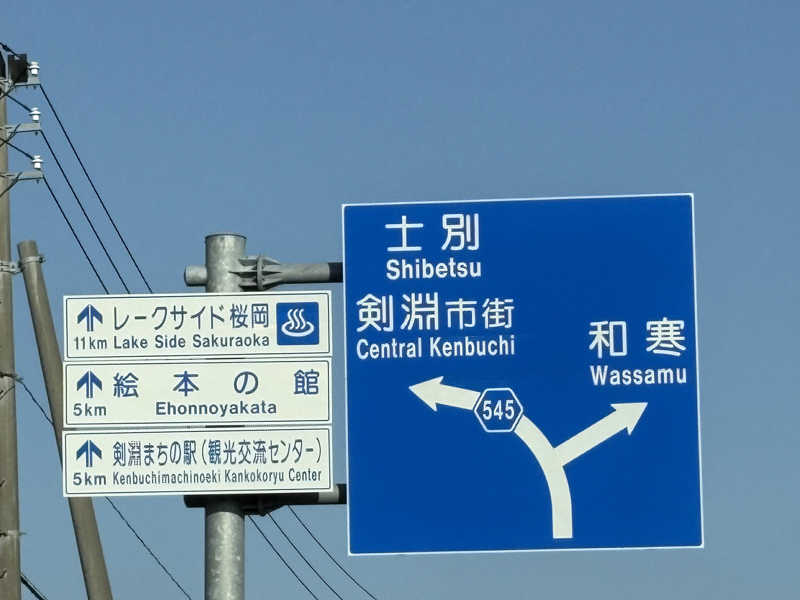 レークサイド桜岡
11km Lake Side Sakuraoka
絵本の館
5km Ehonnoyakata
剣淵まちの駅（観光交流センター）
5km Kenbuchimachinoeki Kankokoryu Center
士別
Shibetsu
剣淵市街
Central Kenbuchi
和寒
Wassamu
545